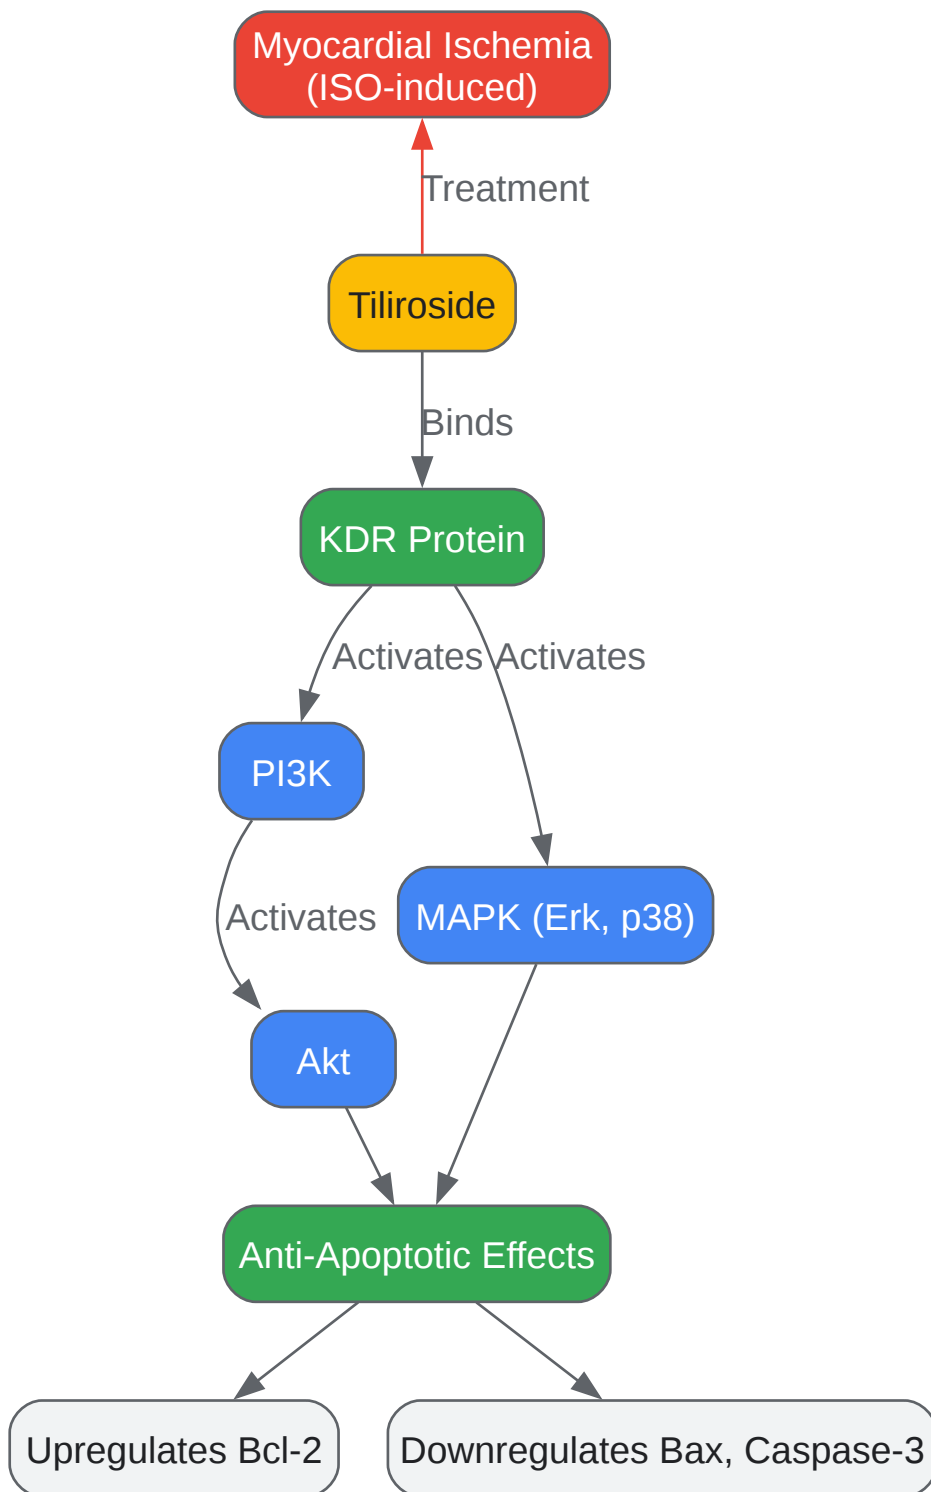 Myocardial Ischemia
(ISO-induced)
Treatment
Tiliroside
Binds
KDR Protein
Activates
Activates
PI3K
Activates
MAPK (Erk, p38)
Akt
Anti-Apoptotic Effects
Upregulates Bcl-2
Downregulates Bax, Caspase-3